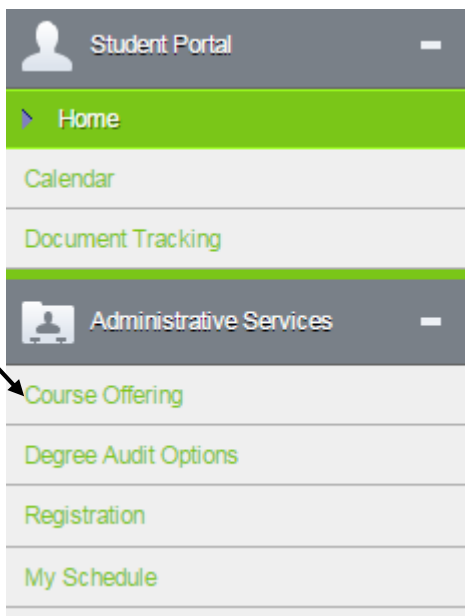 Student Portal
Home
Calendar
Document Tracking
Administrative Services
Course Offering
Degree Audit Options
Registration
My Schedule